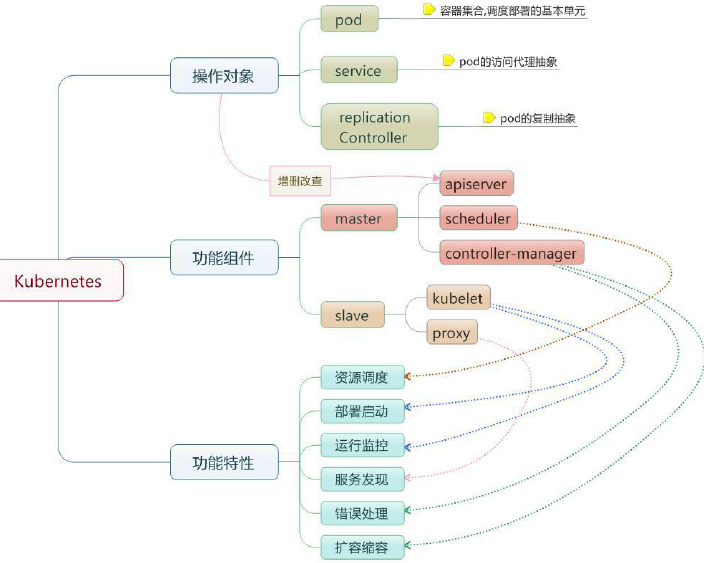 Kubernetes
操作对象
pod
容器集合,调度部署的基本单元
service
pod的访问代理抽象
replication
Controller
pod的复制抽象
增删改查
功能组件
master
apiserver
scheduler
controller-manager
slave
kubelet
proxy
功能特性
资源调度
部署启动
运行监控
服务发现
错误处理
扩容缩容